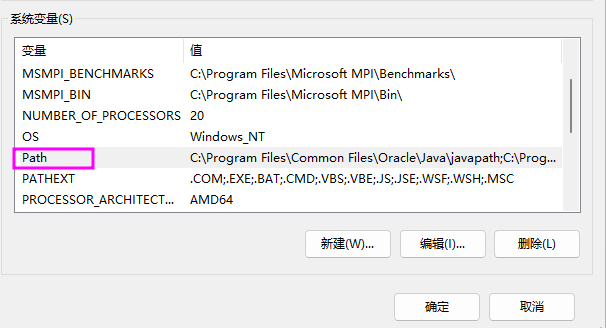 系统变量(S)
变量 值
MSMPI_BENCHMARKS C:\Program Files\Microsoft MPI\Benchmarks\
MSMPI_BIN C:\Program Files\Microsoft MPI\Bin\
NUMBER_OF_PROCESSORS 20
OS Windows_NT
Path C:\Program Files\Common Files\Oracle\Java\javapath;C:\Prog...
PATHEXT .COM;.EXE;.BAT;.CMD;.VBS;.VBE;.JS;.JSE;.WSF;.WSH;.MSC
PROCESSOR_ARCHITECT... AMD64
新建(W)... 编辑(I)... 删除(L)
确定 取消